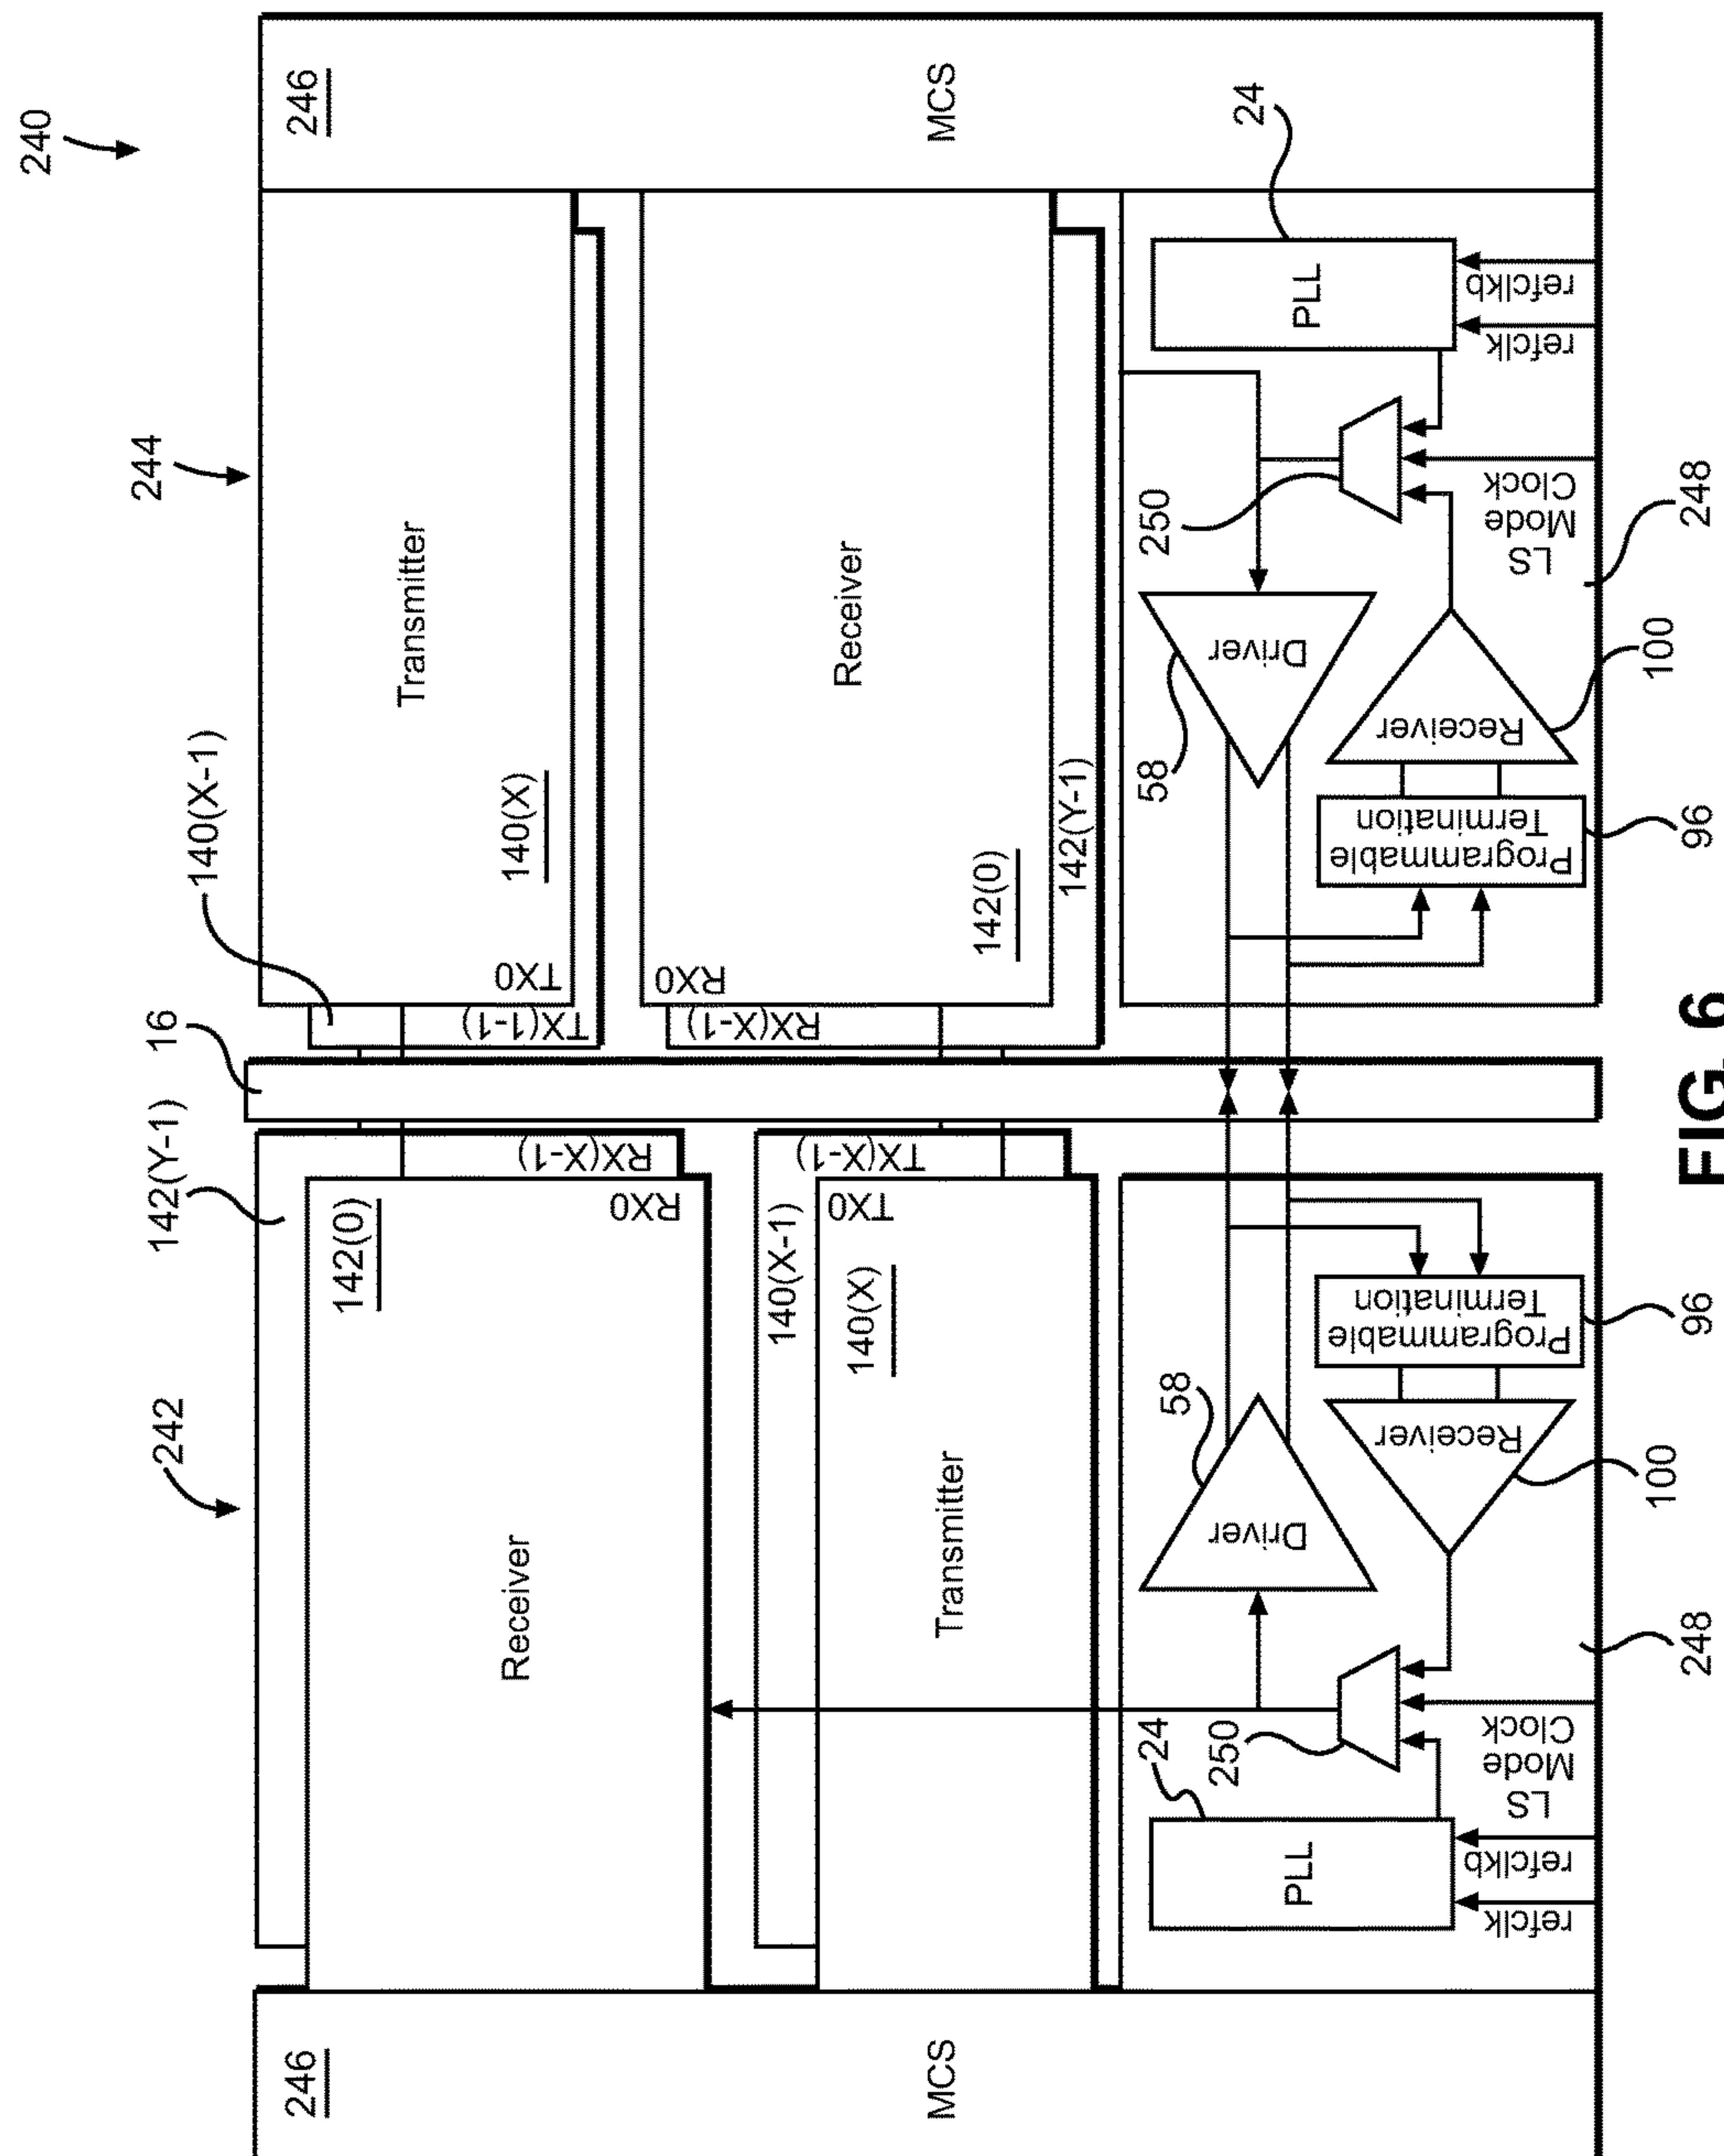 240
242
244
142(Y-1)
16
140(X-1)
246
MCS
142(0)
Receiver
RX0
RX(X-1)
140(X-1)
140(X)
Transmitter
TX0
TX(X-1)
Transmitter
140(X)
TX0
TX(1-1)
Receiver
142(0)
RX0
RX(X-1)
142(Y-1)
246
MCS
24
PLL
refclk
refclkb
250
LS
Mode
Clock
58
Driver
Receiver
100
Programmable
Termination
96
248
58
Driver
Programmable
Termination
96
Receiver
100
250
LS
Mode
Clock
24
PLL
refclk
refclkb
248
FIG. 6